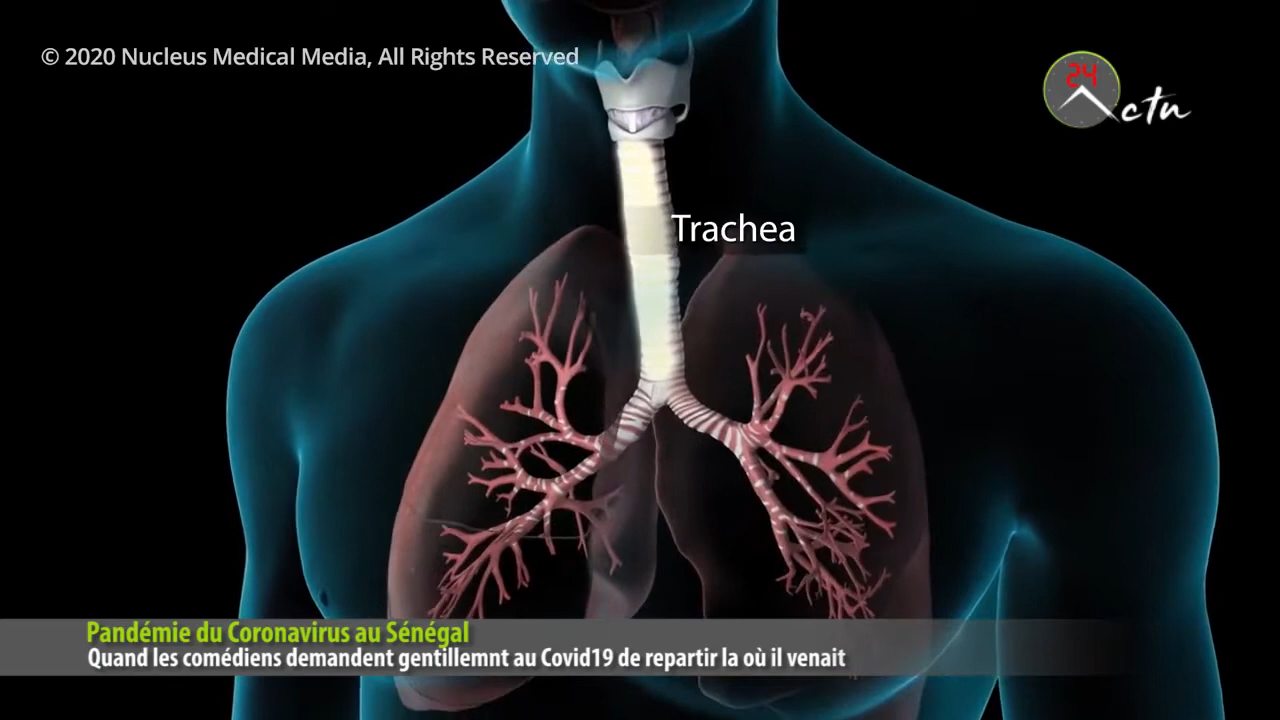 © 2020 Nucleus Medical Media, All Rights Reserved
24
Actu
Trachea
Pandémie du Coronavirus au Sénégal
Quand les comédiens demandent gentillemnt au Covid19 de repartir la où il venait